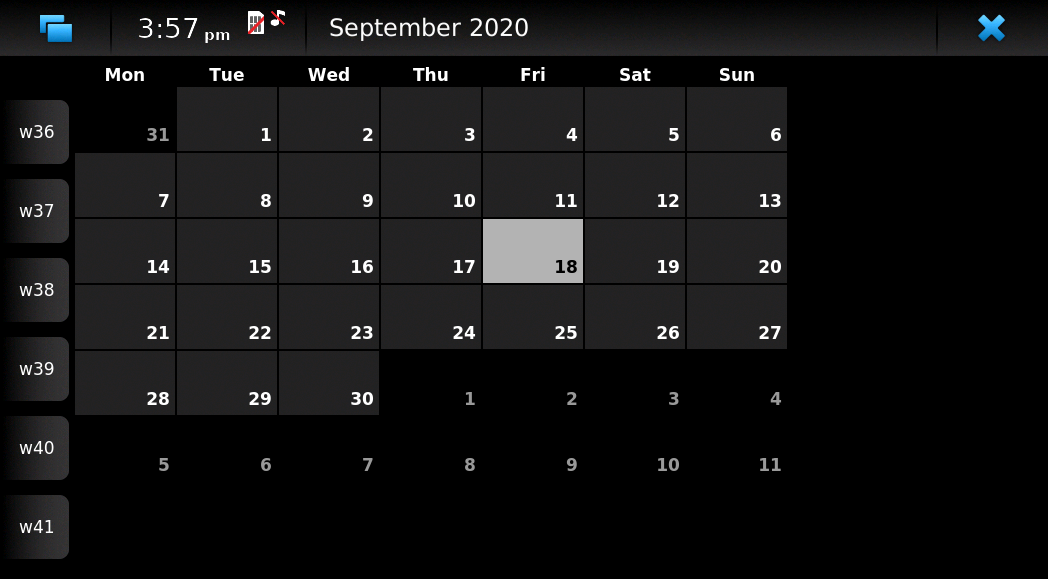 3:57 pm September 2020
Mon Tue Wed Thu Fri Sat Sun
w36 31 1 2 3 4 5 6
w37 7 8 9 10 11 12 13
w38 14 15 16 17 18 19 20
w39 21 22 23 24 25 26 27
w40 28 29 30 1 2 3 4
w41 5 6 7 8 9 10 11